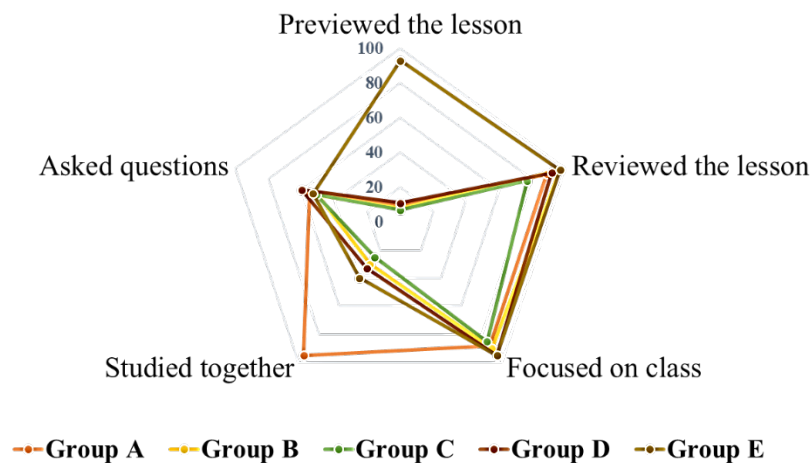 Previewed the lesson
100
80
60
40
20
0
Asked questions
Reviewed the lesson
Studied together
Focused on class
Group A Group B Group C Group D Group E